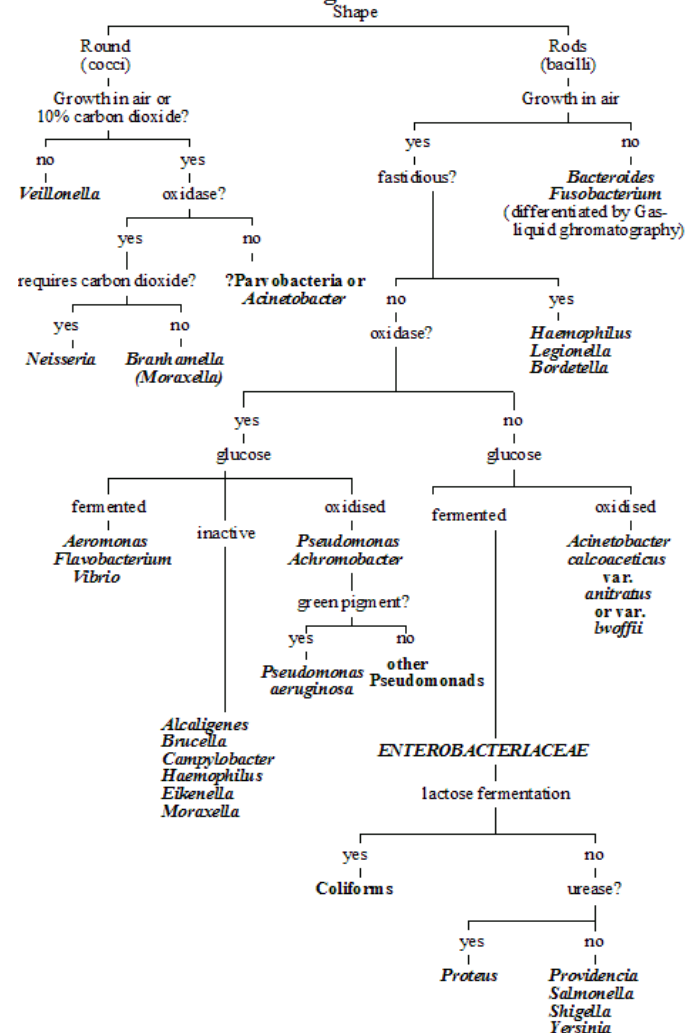 Shape
Round
(cocci)
Rods
(bacilli)
Growth in air or
10% carbon dioxide?
Growth in air
no
yes
yes
no
Veillonella
oxidase?
fastidious?
Bacteroides
Fusobacterium
(differentiated by Gas-
liquid ghromatography)
yes
no
requires carbon dioxide?
?Parvobacteria or
Acinetobacter
no
yes
yes
no
oxidase?
Haemophilus
Legionella
Bordetella
Neisseria
Branhamella
(Moraxella)
yes
no
glucose
glucose
fermented
inactive
oxidised
fermented
oxidised
Aeromonas
Flavobacterium
Vibrio
Pseudomonas
Achromobacter
Acinetobacter
calcoaceticus
var.
anitratus
or var.
lwoffii
green pigment?
yes
no
Pseudomonas
aeruginosa
other
Pseudomonads
Alcaligenes
Brucella
Campylobacter
Haemophilus
Eikenella
Moraxella
ENTEROBACTERIACEAE
lactose fermentation
yes
no
Coliforms
urease?
yes
no
Proteus
Providencia
Salmonella
Shigella
Yersinia